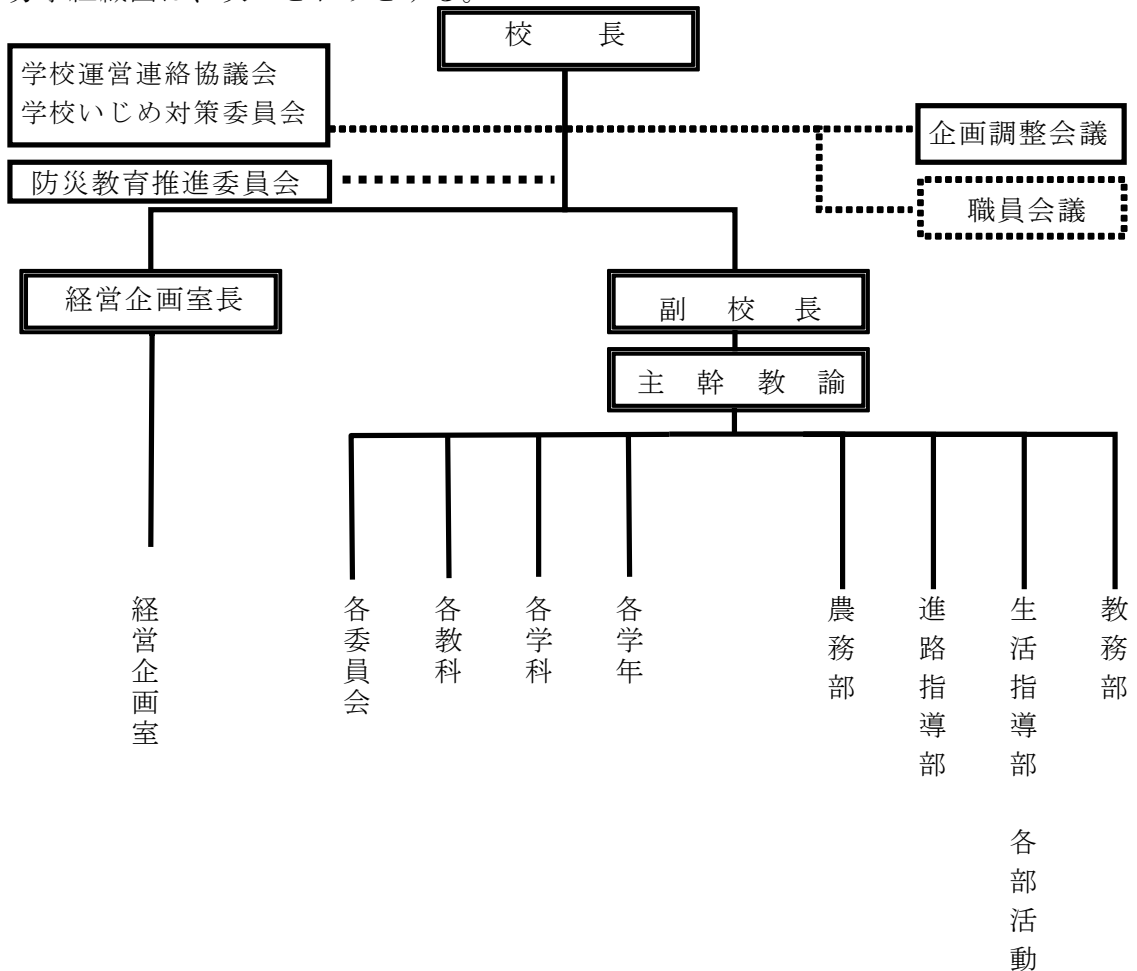 校長
学校運営連絡協議会
学校いじめ対策委員会
企画調整会議
防災教育推進委員会
職員会議
経営企画室長
副校長
主幹教諭
経営企画室
各委員会
各教科
各学科
各学年
農務部
進路指導部
生活指導部 各部活動
教務部